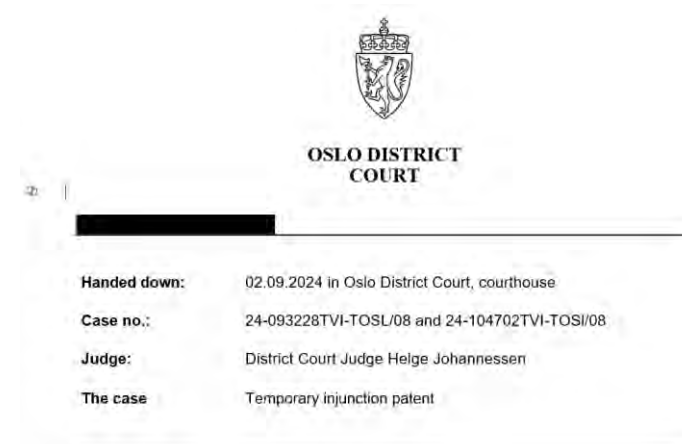 OSLO DISTRICT
COURT
Handed down: 02.09.2024 in Oslo District Court, courthouse
Case no.: 24-093228TVI-TOSL/08 and 24-104702TVI-TOSI/08
Judge: District Court Judge Helge Johannessen
The case Temporary injunction patent